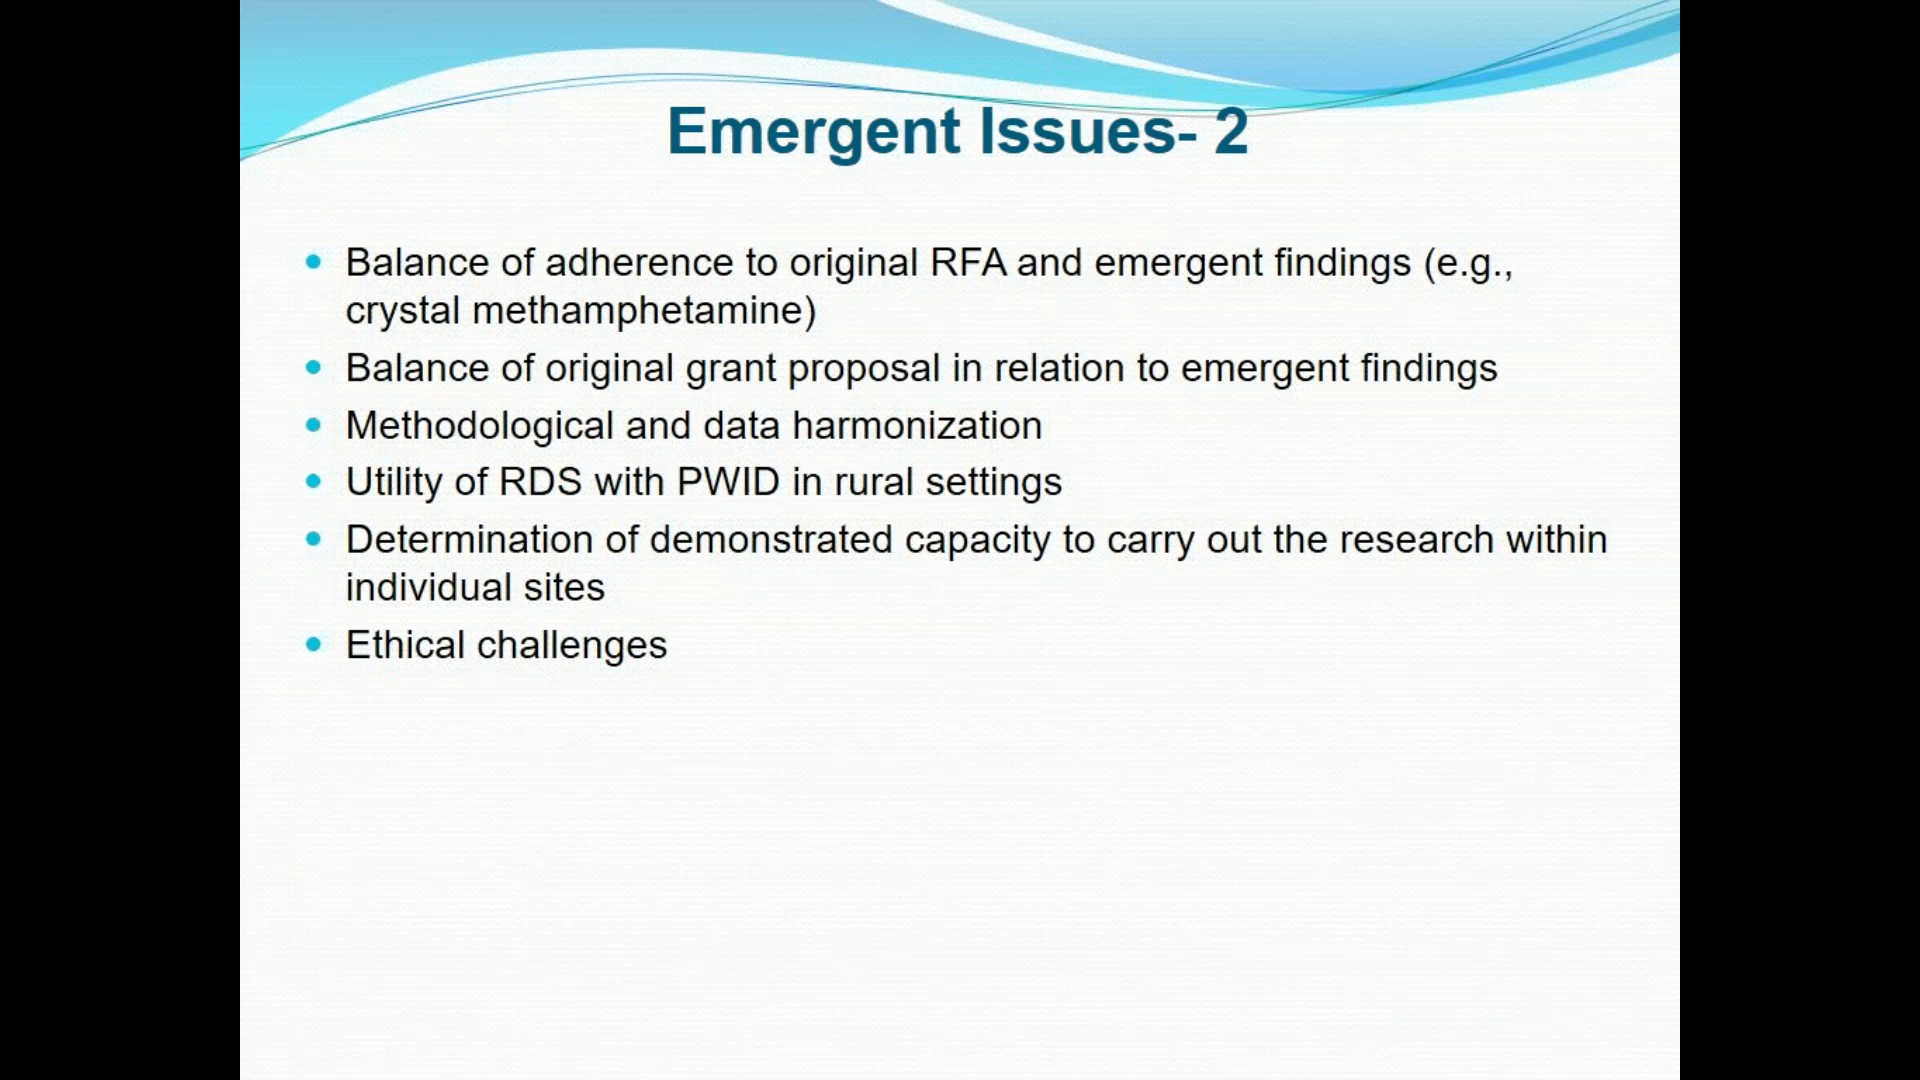 Emergent Issues- 2
Balance of adherence to original RFA and emergent findings (e.g.,
crystal methamphetamine)
Balance of original grant proposal in relation to emergent findings
Methodological and data harmonization
Utility of RDS with PWID in rural settings
Determination of demonstrated capacity to carry out the research within
individual sites
Ethical challenges